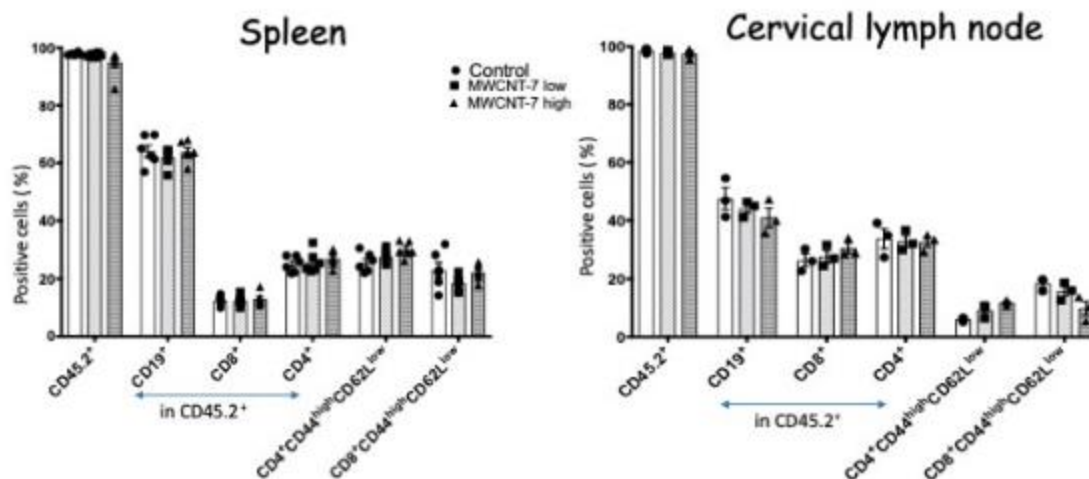 Spleen
Control
MWCNT-7 low
MWCNT-7 high
Positive cells (%)
100
80
60
40
20
0
CD45.2⁺
CD19⁺
CD8⁺
CD4⁺
CD4⁺CD44ʰⁱᵍʰCD62Lˡᵒʷ
CD8⁺CD44ʰⁱᵍʰCD62Lˡᵒʷ
in CD45.2⁺
Cervical lymph node
Positive cells (%)
100
80
60
40
20
0
CD45.2⁺
CD19⁺
CD8⁺
CD4⁺
CD4⁺CD44ʰⁱᵍʰCD62Lˡᵒʷ
CD8⁺CD44ʰⁱᵍʰCD62Lˡᵒʷ
in CD45.2⁺